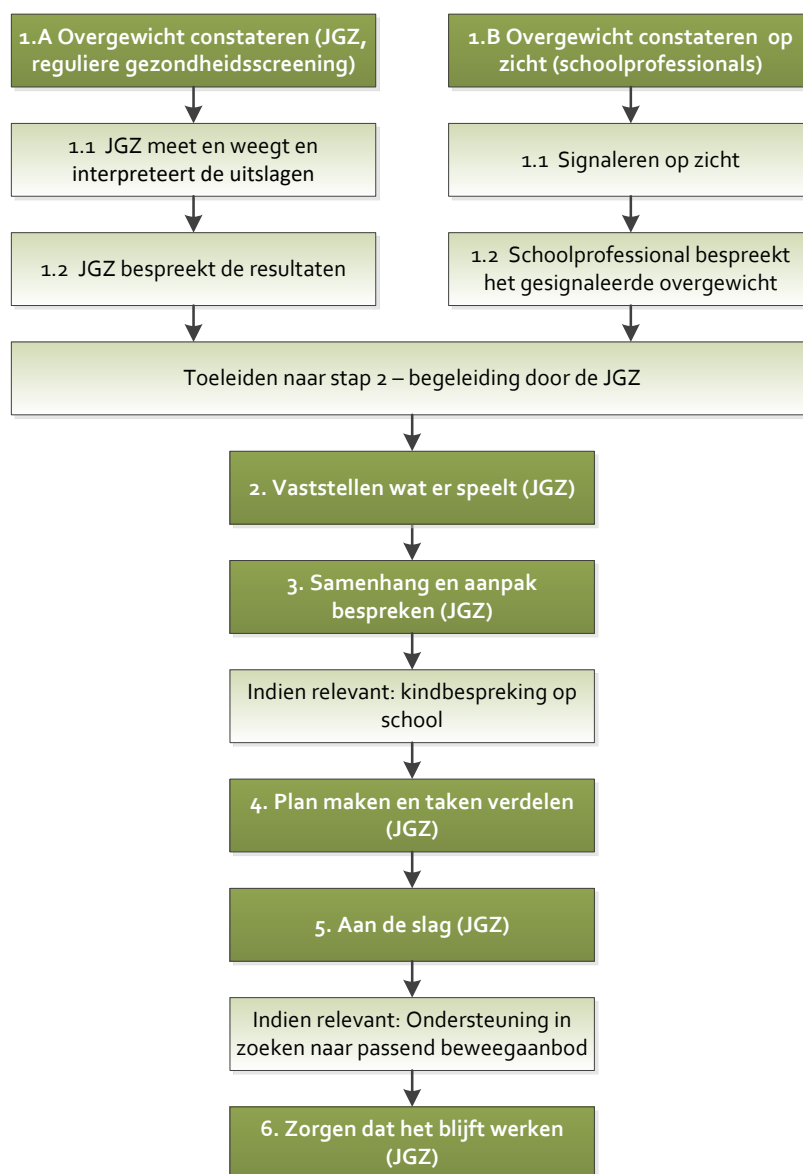 1.A Overgewicht constateren (JGZ,
reguliere gezondheidsscreening)
1.B Overgewicht constateren op
zicht (schoolprofessionals)
1.1 JGZ meet en weegt en
interpreteert de uitslagen
1.1 Signaleren op zicht
1.2 JGZ bespreekt de resultaten
1.2 Schoolprofessional bespreekt
het gesignaleerde overgewicht
Toeleiden naar stap 2 – begeleiding door de JGZ
2. Vaststellen wat er speelt (JGZ)
3. Samenhang en aanpak
bespreken (JGZ)
Indien relevant: kindbespreking op
school
4. Plan maken en taken verdelen
(JGZ)
5. Aan de slag (JGZ)
Indien relevant: Ondersteuning in
zoeken naar passend beweegaanbod
6. Zorgen dat het blijft werken
(JGZ)